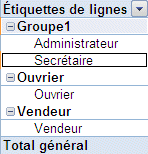 Étiquettes de lignes
Groupe1
Administrateur
Secrétaire
Ouvrier
Ouvrier
Vendeur
Vendeur
Total général